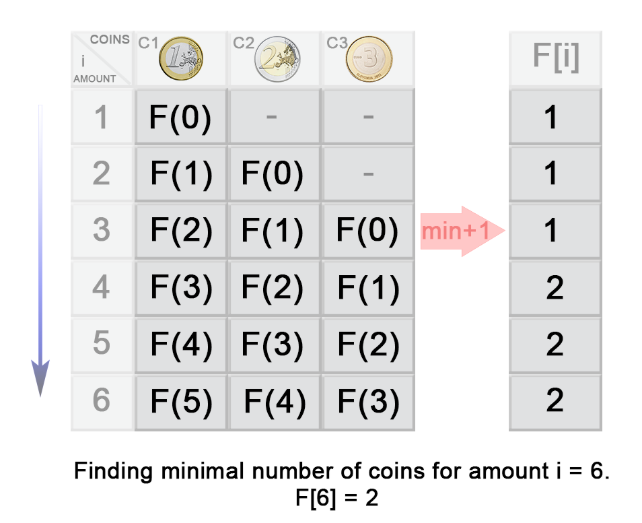 COINS
i
AMOUNT
C1 C2 C3 F[i]
1 F(0) - - 1
2 F(1) F(0) - 1
3 F(2) F(1) F(0) min+1 1
4 F(3) F(2) F(1) 2
5 F(4) F(3) F(2) 2
6 F(5) F(4) F(3) 2
Finding minimal number of coins for amount i = 6.
F[6] = 2